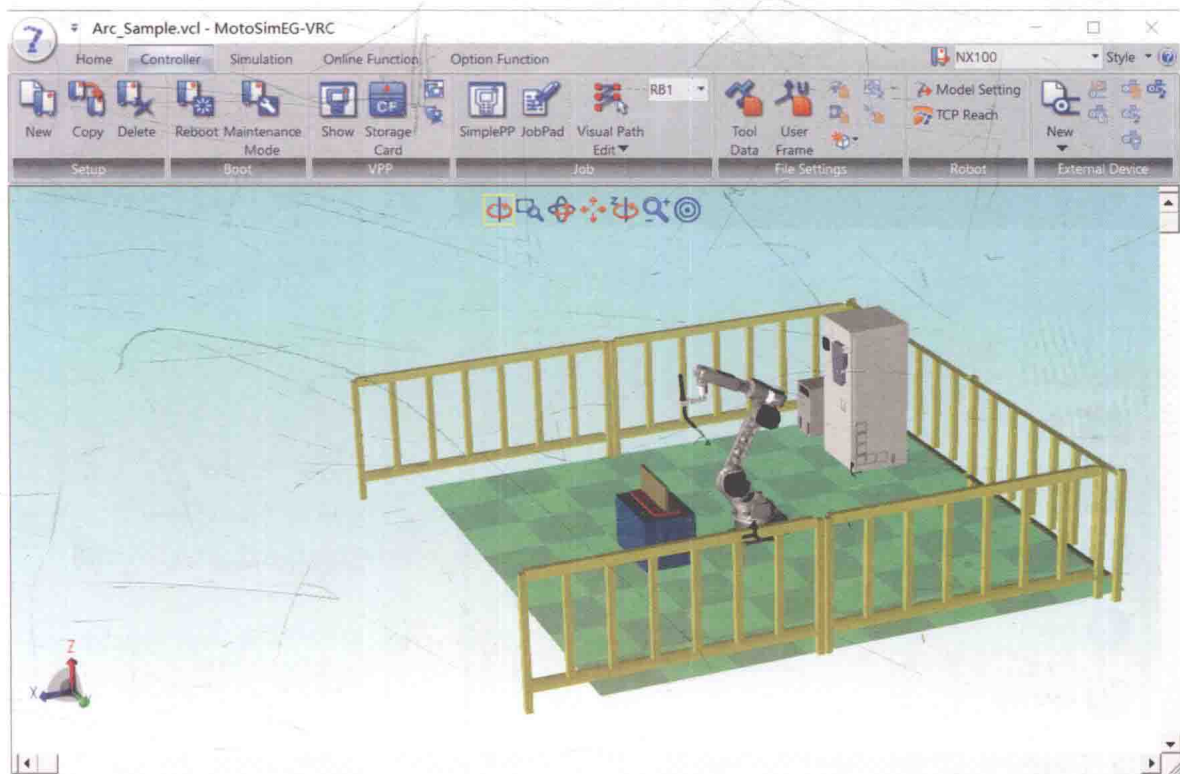 Arc_Sample.vcl - MotoSimEG-VRC
Home Controller Simulation Online Function Option Function NX100 Style
RB1
New Copy Delete Reboot Maintenance Mode Show Storage Card SimplePP JobPad Visual Path Edit Tool Data User Frame Model Setting TCP Reach New
CF
Setup Boot VPP Job File Settings Robot External Device
Z
X